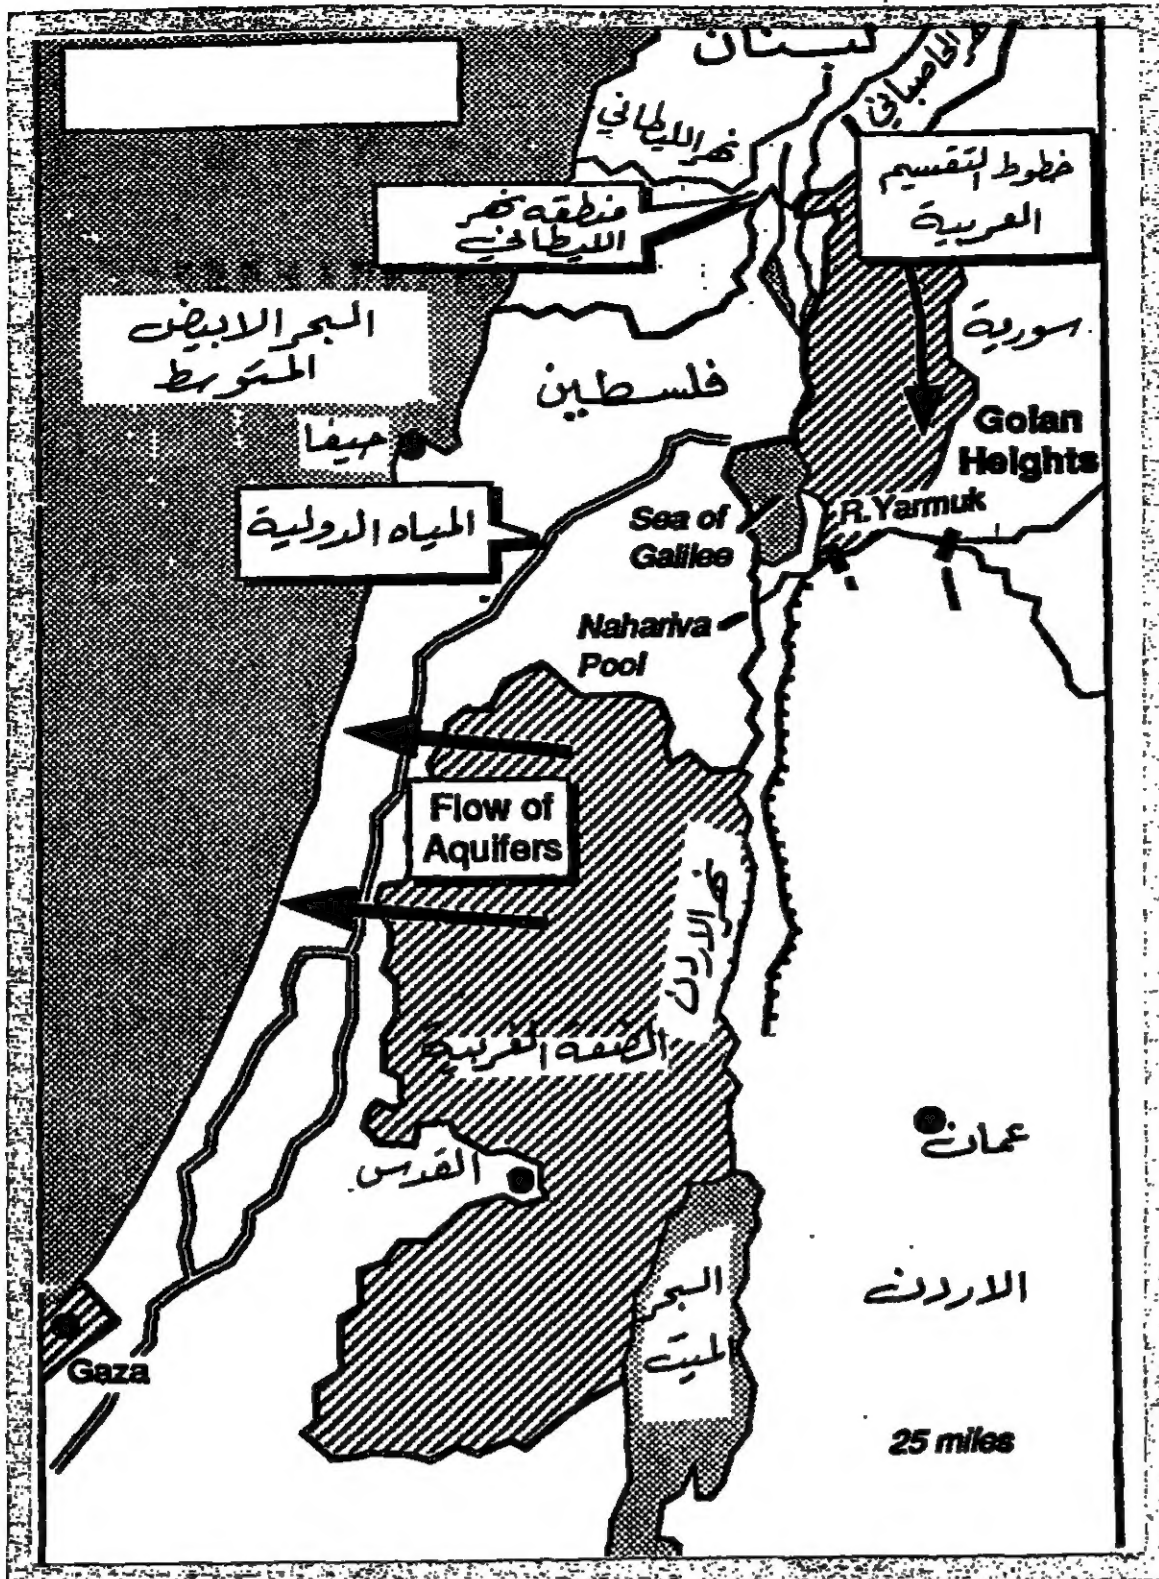 لبنان
نهر الحاصباني
نهر الليطاني
خطوط التقسيم
العربية
منطقه نهر
الليطاني
البحر الابيض
المتوسط
سورية
فلسطين
حيفا
Golan
Heights
المياه الدولية
Sea of
Galilee
R.Yarmuk
Nahariva
Pool
Flow of
Aquifers
نهر الاردن
الضفة الغربية
عمان
القدس
البحر
الميت
الاردن
Gaza
25 miles